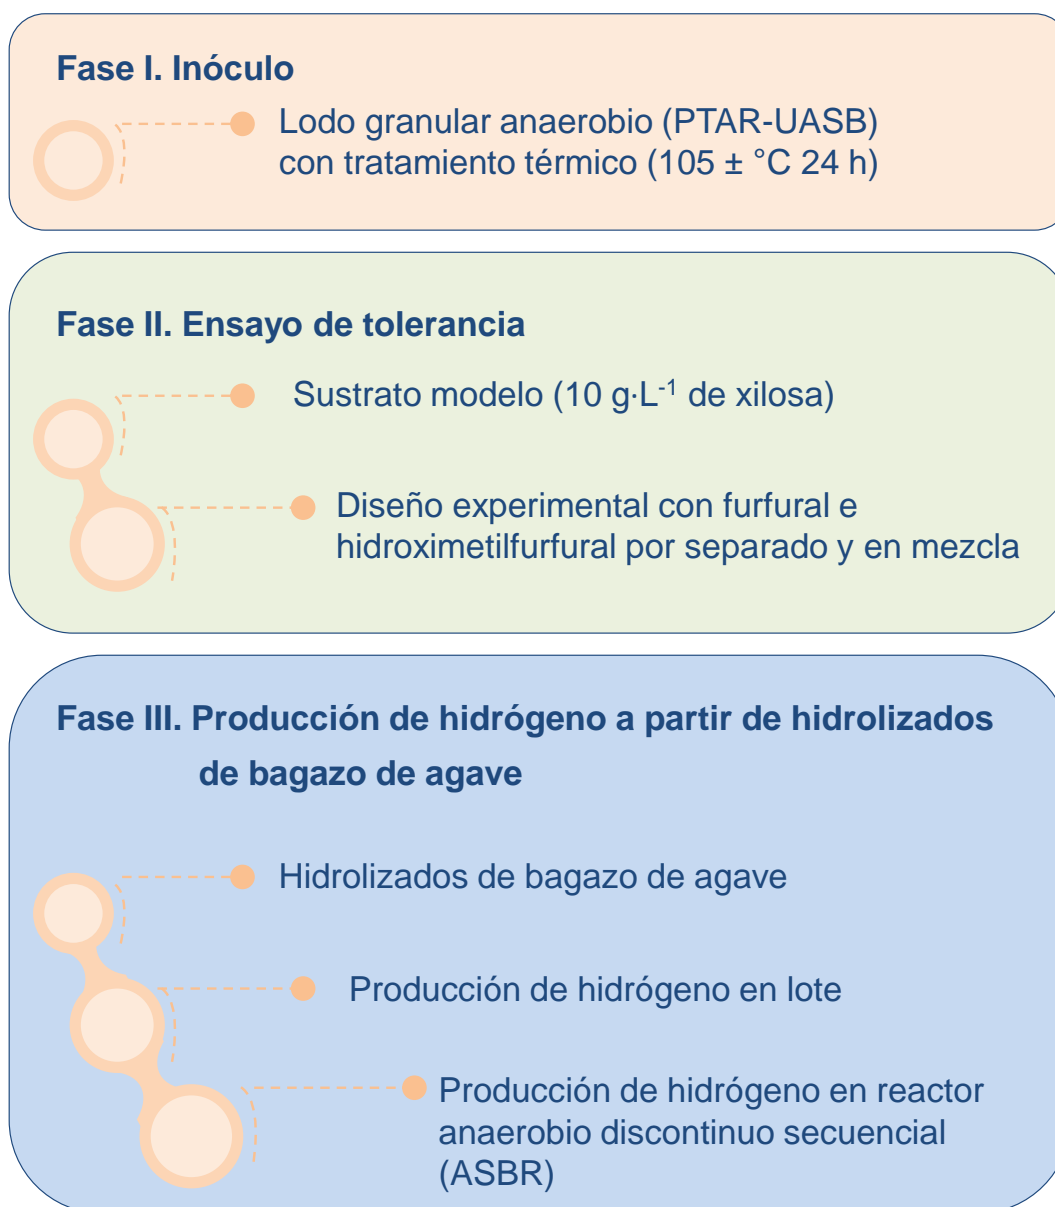 Fase I. Inóculo
Lodo granular anaerobio (PTAR-UASB)
con tratamiento térmico (105 ± °C 24 h)
Fase II. Ensayo de tolerancia
Sustrato modelo (10 g·L⁻¹ de xilosa)
Diseño experimental con furfural e
hidroximetilfurfural por separado y en mezcla
Fase III. Producción de hidrógeno a partir de hidrolizados
de bagazo de agave
Hidrolizados de bagazo de agave
Producción de hidrógeno en lote
Producción de hidrógeno en reactor
anaerobio discontinuo secuencial
(ASBR)